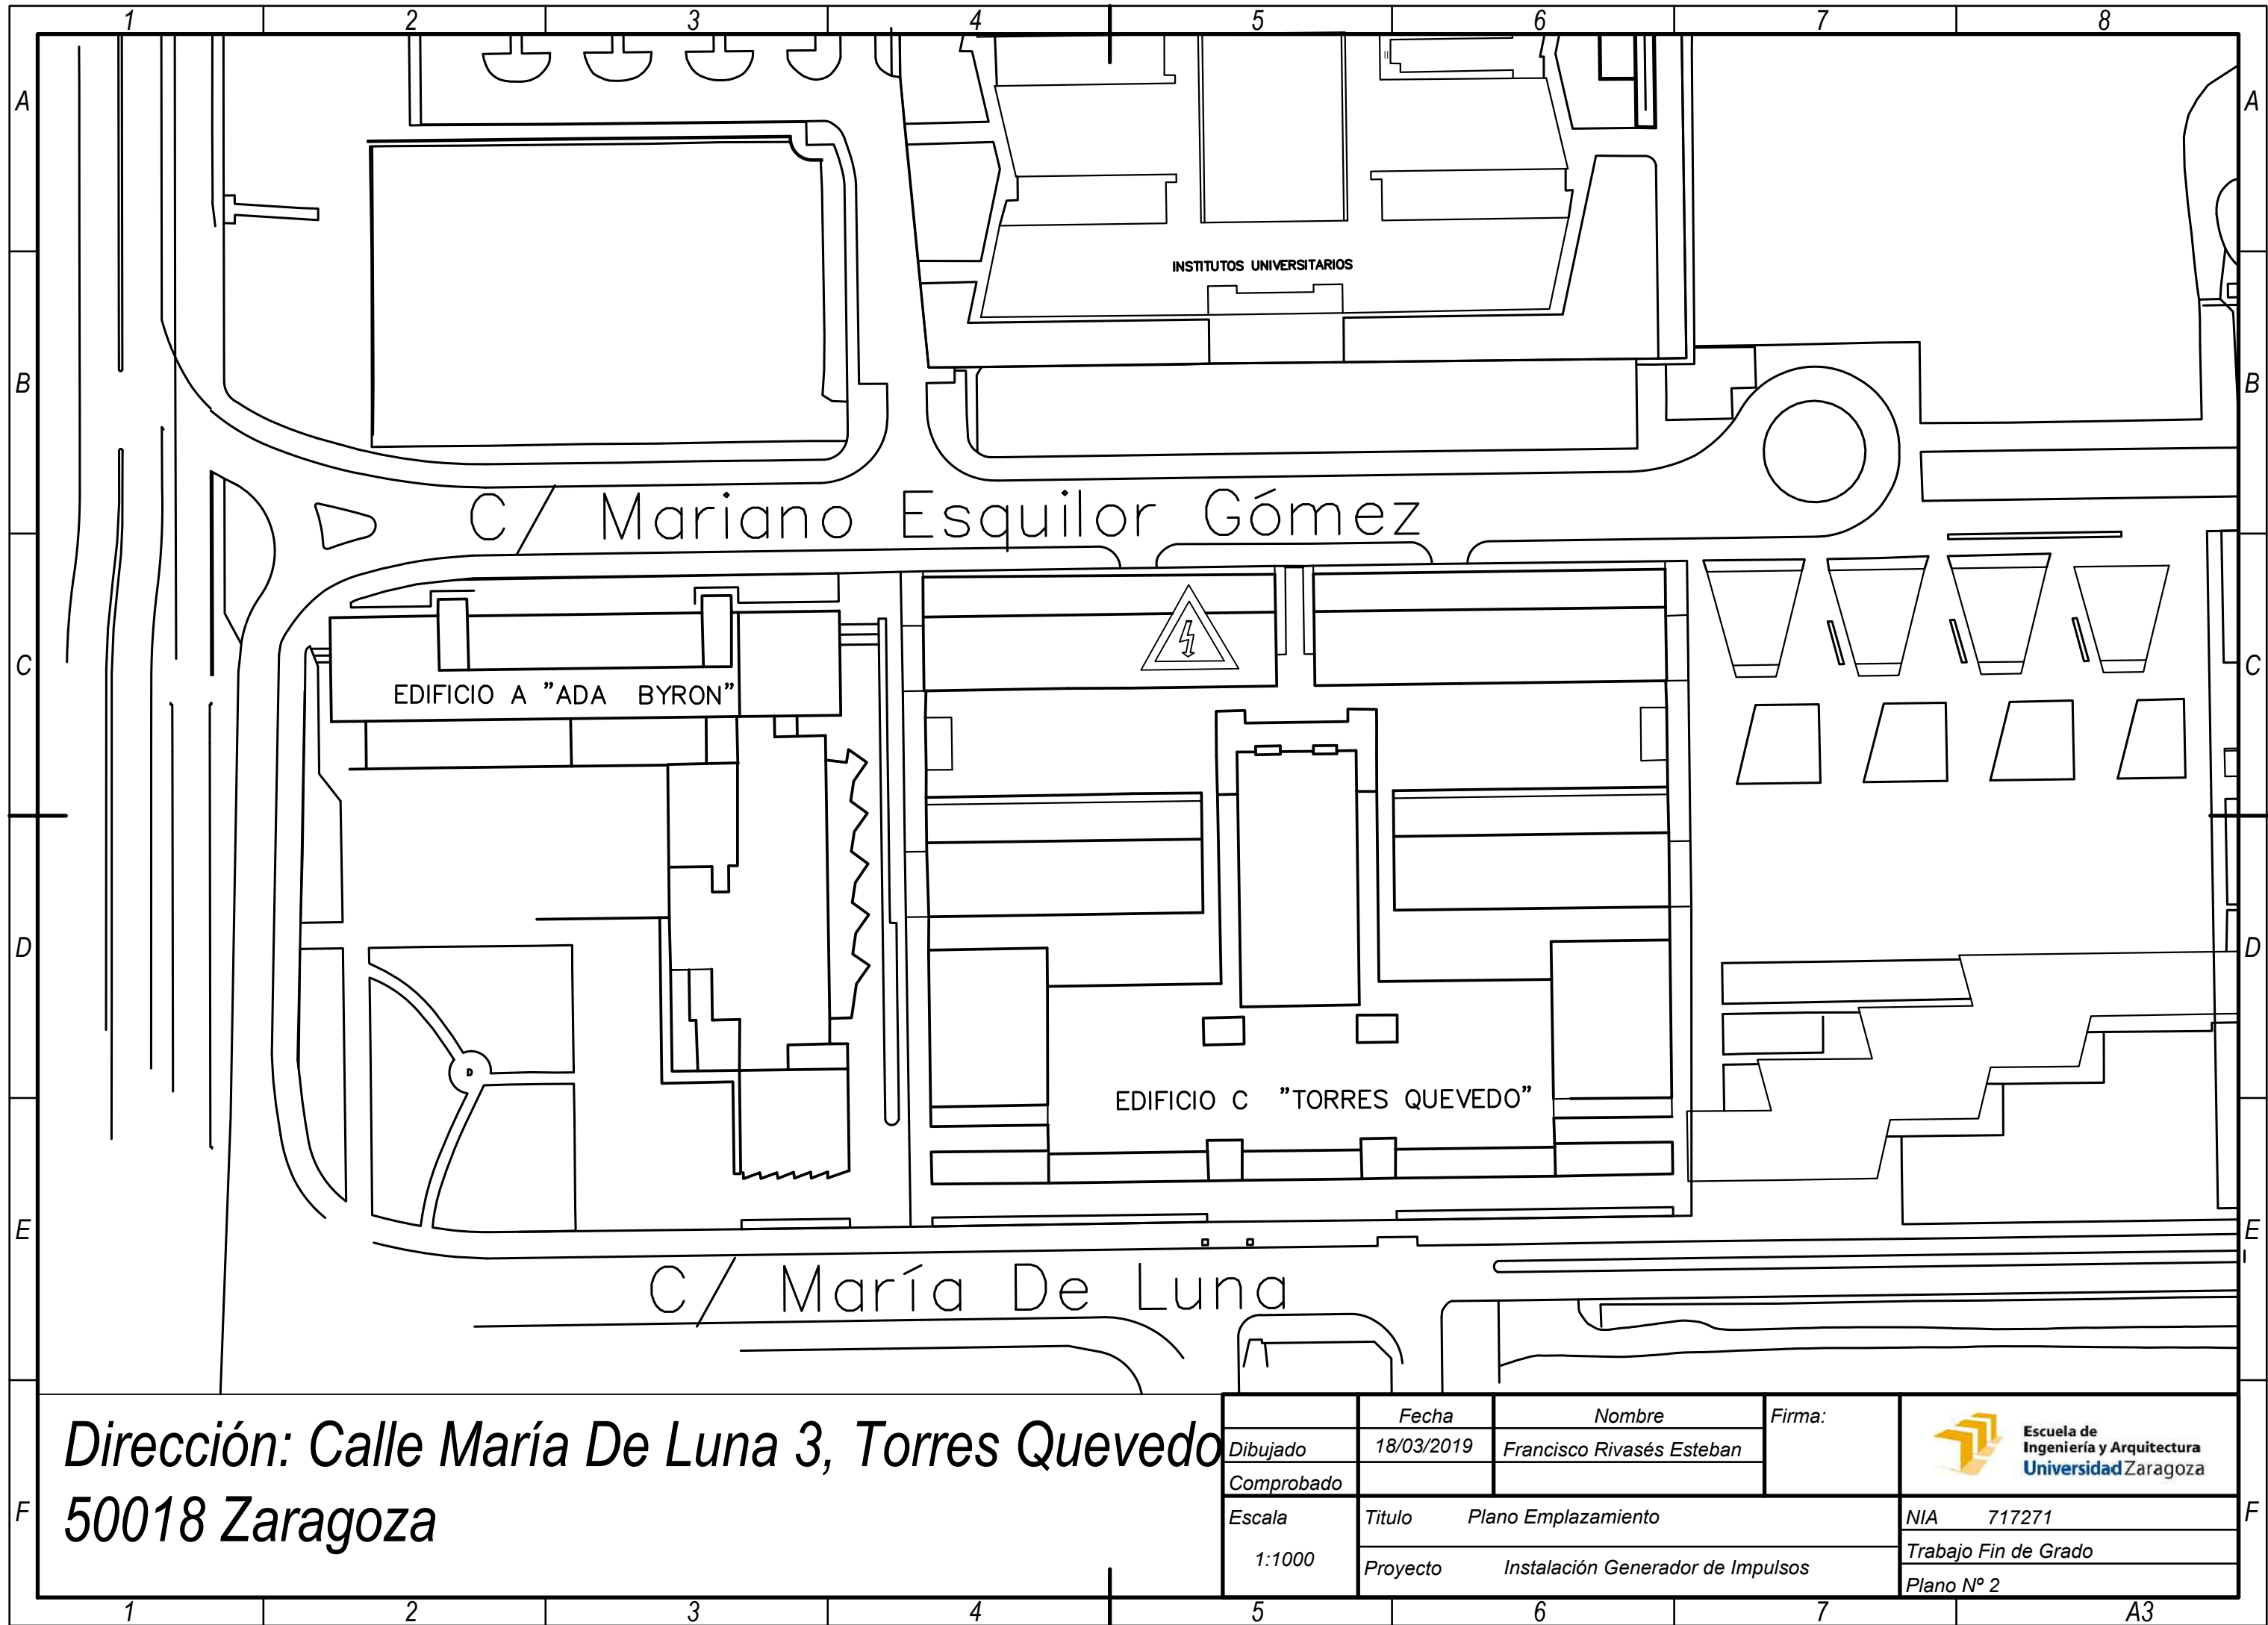 1 2 3 4 5 6 7 8
A A
INSTITUTOS UNIVERSITARIOS
B B
C/ Mariano Esquilor Gómez
C C
EDIFICIO A "ADA BYRON"
D D
D
EDIFICIO C "TORRES QUEVEDO"
E E
C/ María De Luna
Dirección: Calle María De Luna 3, Torres Quevedo
50018 Zaragoza
Fecha Nombre Firma:
Dibujado 18/03/2019 Francisco Rivasés Esteban
Comprobado
Escuela de
Ingeniería y Arquitectura
Universidad Zaragoza
Escala
1:1000
Titulo Plano Emplazamiento
Proyecto Instalación Generador de Impulsos
NIA 717271
Trabajo Fin de Grado
Plano Nº 2
F F
1 2 3 4 5 6 7 A3